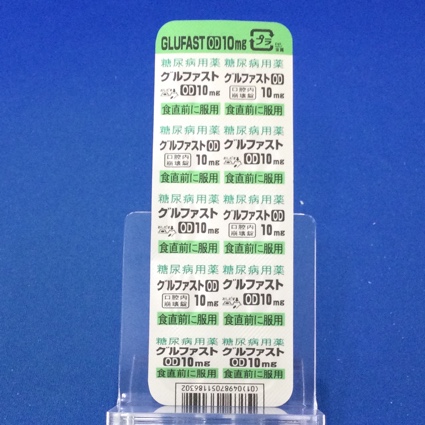 GLUFAST OD 10mg プラ
糖尿病用薬 糖尿病用薬
グルファスト グルファストOD
OD10mg 口腔内崩壊錠 10mg
食直前に服用 食直前に服用
糖尿病用薬 糖尿病用薬
グルファストOD グルファスト
口腔内崩壊錠 10mg OD10mg
食直前に服用 食直前に服用
糖尿病用薬 糖尿病用薬
グルファスト グルファストOD
OD10mg 口腔内崩壊錠 10mg
食直前に服用 食直前に服用
糖尿病用薬 糖尿病用薬
グルファストOD グルファスト
口腔内崩壊錠 10mg OD10mg
食直前に服用 食直前に服用
糖尿病用薬 糖尿病用薬
グルファスト グルファスト
OD10mg OD10mg
(01)04987051186302